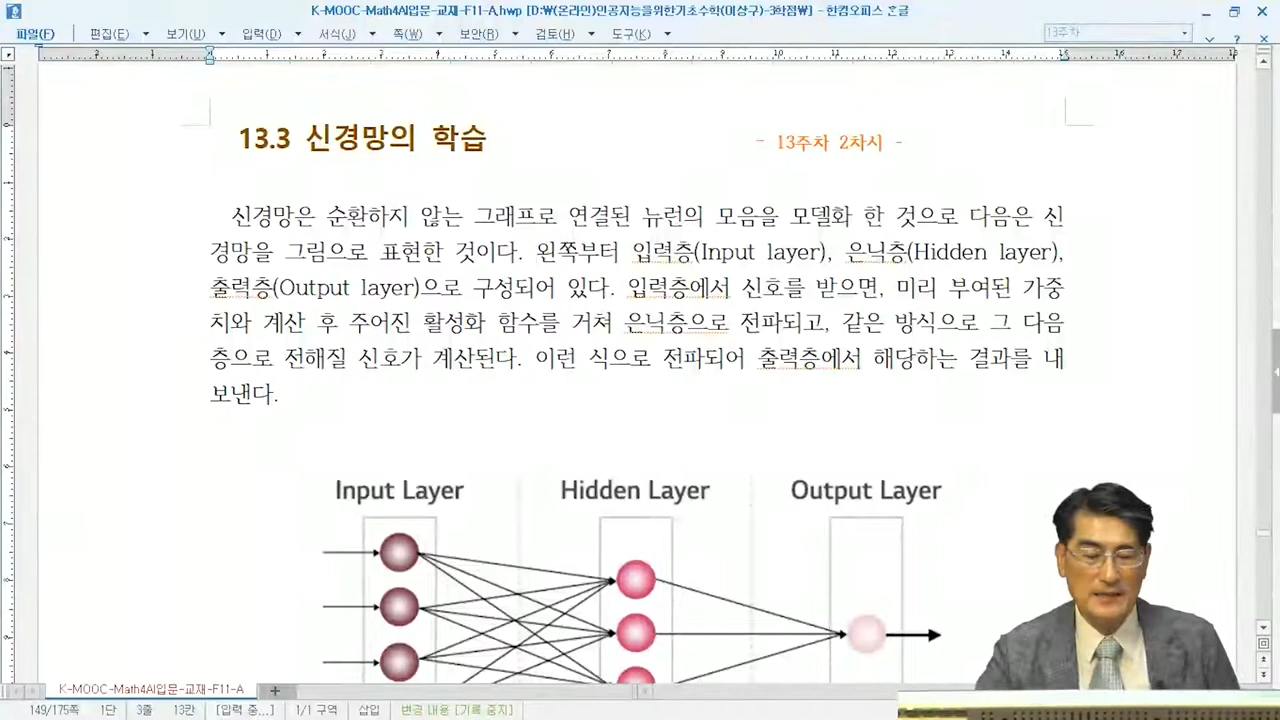 K-MOOC-Math4AI입문-교재-F11-A.hwp [D:₩(온라인)인공지능을위한기초수학(이상구)-3학점₩] - 한컴오피스 한글
파일(F) 편집(E) 보기(U) 입력(D) 서식(J) 쪽(W) 보안(R) 검토(H) 도구(K) 13주차
13.3 신경망의 학습 - 13주차 2차시 -
신경망은 순환하지 않는 그래프로 연결된 뉴런의 모음을 모델화 한 것으로 다음은 신
경망을 그림으로 표현한 것이다. 왼쪽부터 입력층(Input layer), 은닉층(Hidden layer),
출력층(Output layer)으로 구성되어 있다. 입력층에서 신호를 받으면, 미리 부여된 가중
치와 계산 후 주어진 활성화 함수를 거쳐 은닉층으로 전파되고, 같은 방식으로 그 다음
층으로 전해질 신호가 계산된다. 이런 식으로 전파되어 출력층에서 해당하는 결과를 내
보낸다.
Input Layer Hidden Layer Output Layer
K-MOOC-Math4AI입문-교재-F11-A
149/175쪽 1단 3줄 13칸 [입력 중...] 1/1 구역 삽입 변경 내용 [기록 중지]